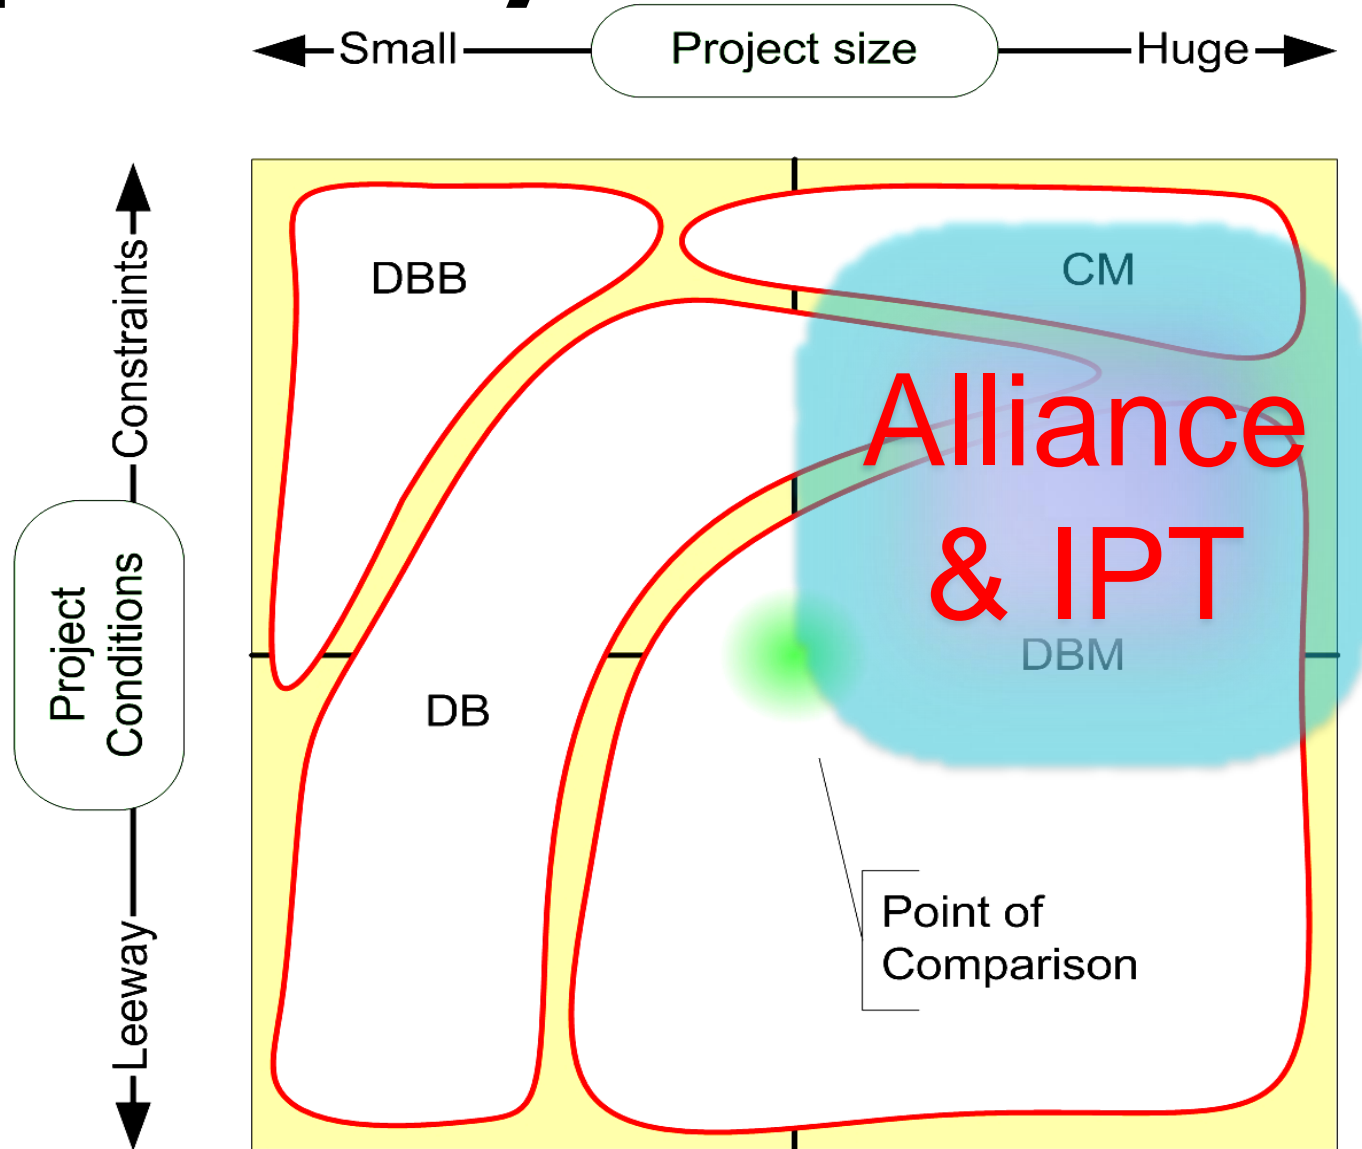 Small
Project size
Huge
Constraints
Project
Conditions
Leeway
DBB
CM
Alliance
& IPT
DBM
DB
Point of
Comparison